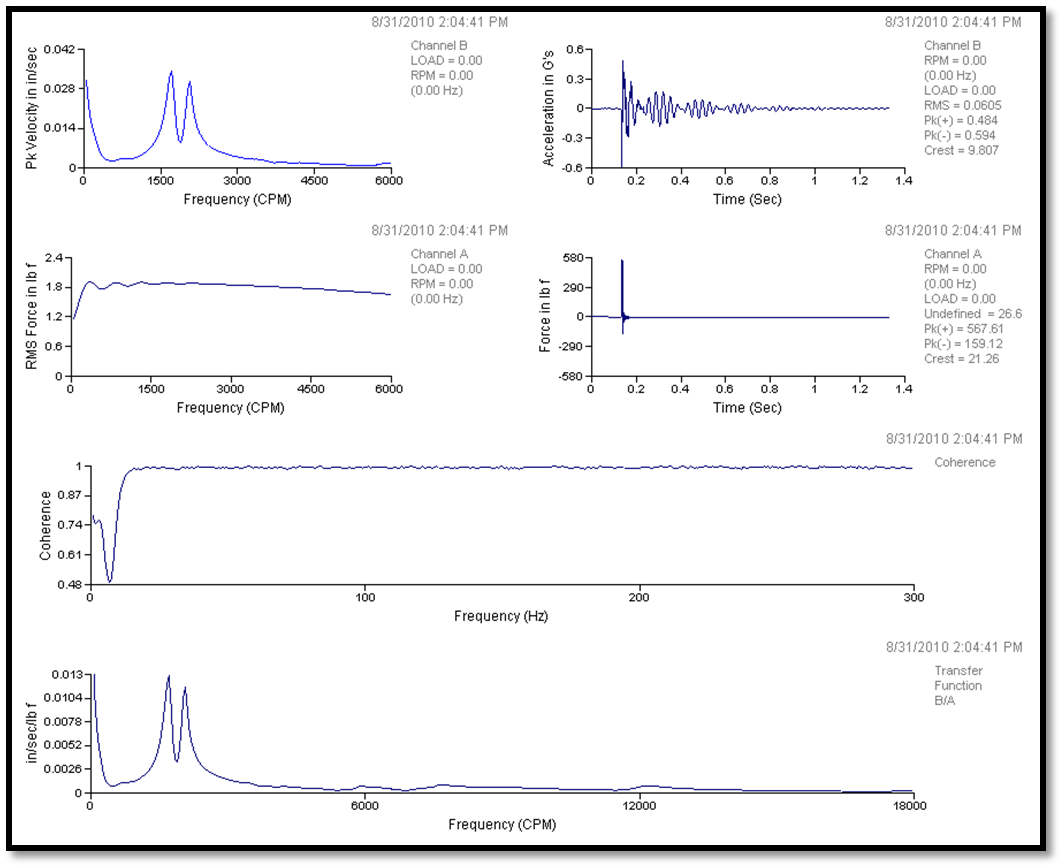 8/31/2010 2:04:41 PM
Channel B
LOAD = 0.00
RPM = 0.00
(0.00 Hz)
Pk Velocity in in/sec
0.042
0.028
0.014
0
0 1500 3000 4500 6000
Frequency (CPM)
8/31/2010 2:04:41 PM
Channel B
RPM = 0.00
(0.00 Hz)
LOAD = 0.00
RMS = 0.0605
Pk(+) = 0.484
Pk(-) = 0.594
Crest = 9.807
Acceleration in G's
0.6
0.3
0
-0.3
-0.6
0 0.2 0.4 0.6 0.8 1 1.2 1.4
Time (Sec)
8/31/2010 2:04:41 PM
Channel A
LOAD = 0.00
RPM = 0.00
(0.00 Hz)
RMS Force in lb f
2.4
1.8
1.2
0.6
0
0 1500 3000 4500 6000
Frequency (CPM)
8/31/2010 2:04:41 PM
Channel A
RPM = 0.00
(0.00 Hz)
LOAD = 0.00
Undefined = 26.6
Pk(+) = 567.61
Pk(-) = 159.12
Crest = 21.26
Force in lb f
580
290
0
-290
-580
0 0.2 0.4 0.6 0.8 1 1.2 1.4
Time (Sec)
8/31/2010 2:04:41 PM
Coherence
Coherence
1
0.87
0.74
0.61
0.48
0 100 200 300
Frequency (Hz)
8/31/2010 2:04:41 PM
Transfer
Function
B/A
in/sec/lb f
0.013
0.0104
0.0078
0.0052
0.0026
0
0 6000 12000 18000
Frequency (CPM)